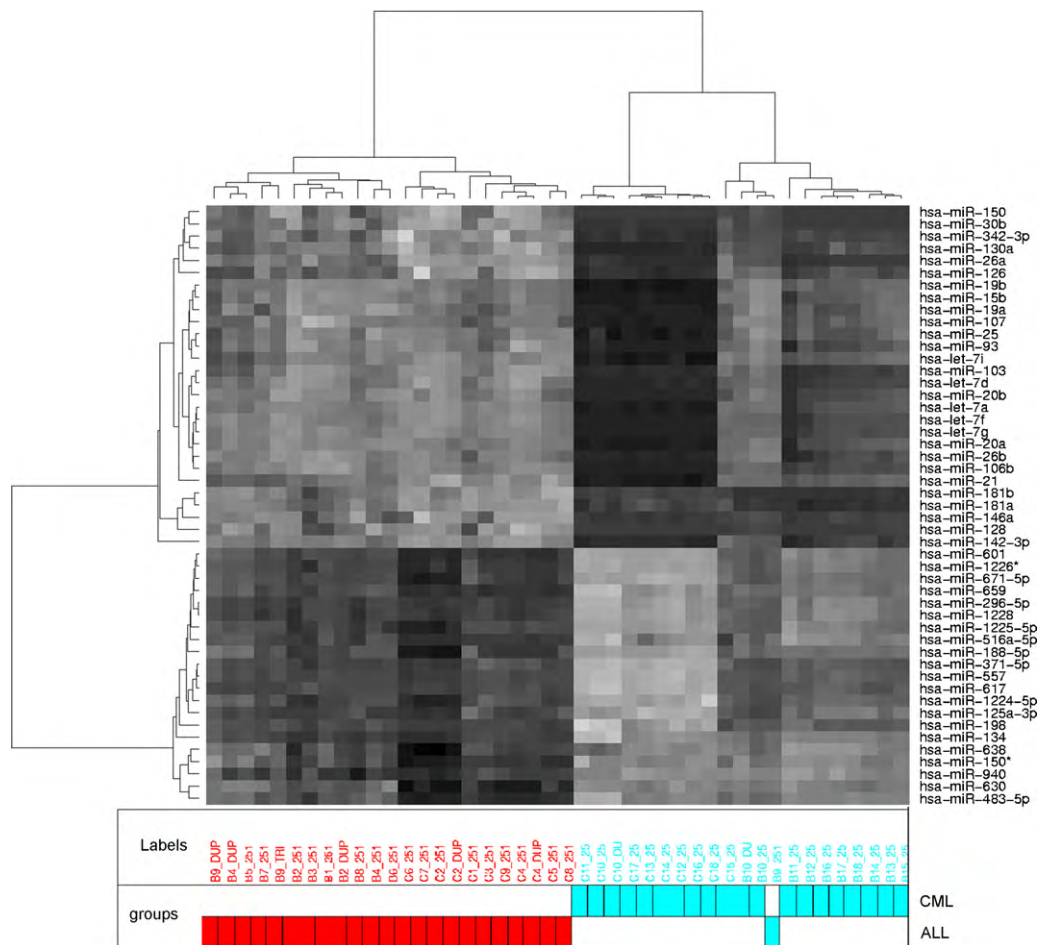 hsa-miR-150
hsa-miR-30b
hsa-miR-342-3p
hsa-miR-130a
hsa-miR-26a
hsa-miR-126
hsa-miR-19b
hsa-miR-15b
hsa-miR-19a
hsa-miR-107
hsa-miR-25
hsa-miR-93
hsa-let-7i
hsa-miR-103
hsa-let-7d
hsa-miR-20b
hsa-let-7a
hsa-let-7f
hsa-let-7g
hsa-miR-20a
hsa-miR-26b
hsa-miR-106b
hsa-miR-21
hsa-miR-181b
hsa-miR-181a
hsa-miR-146a
hsa-miR-128
hsa-miR-142-3p
hsa-miR-601
hsa-miR-1226*
hsa-miR-671-5p
hsa-miR-659
hsa-miR-296-5p
hsa-miR-1228
hsa-miR-1225-5p
hsa-miR-516a-5p
hsa-miR-188-5p
hsa-miR-371-5p
hsa-miR-557
hsa-miR-617
hsa-miR-1224-5p
hsa-miR-125a-3p
hsa-miR-198
hsa-miR-134
hsa-miR-638
hsa-miR-150*
hsa-miR-940
hsa-miR-630
hsa-miR-483-5p
Labels
B9_DUP
B4_DUP
B5_251
B7_251
B9_TRI
B2_251
B3_251
B1_251
B2_DUP
B8_251
B4_251
B6_251
C6_251
C7_251
C2_251
C2_DUP
C1_251
C3_251
C9_251
C4_251
C4_DUP
C5_251
C8_251
C11_25
C10_25
C10_DU
C17_25
C13_25
C14_25
C12_25
C16_25
C18_25
C15_25
B10_DU
B10_25
B9_251
B11_25
B12_25
B16_25
B17_25
B18_25
B14_25
B13_25
B15_25
groups
CML
ALL